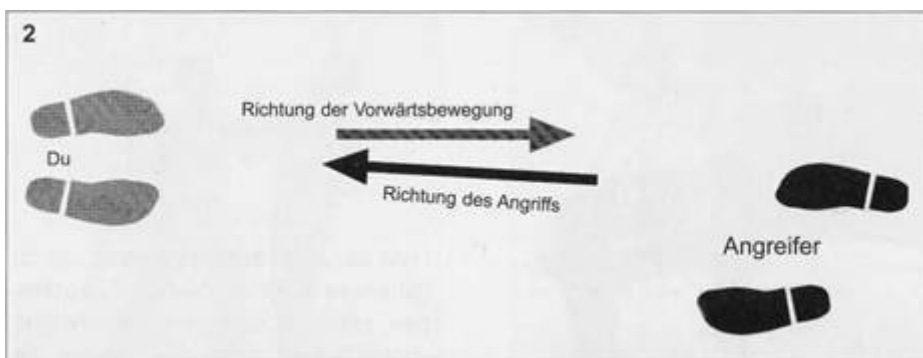 2
Richtung der Vorwärtsbewegung
Du
Richtung des Angriffs
Angreifer